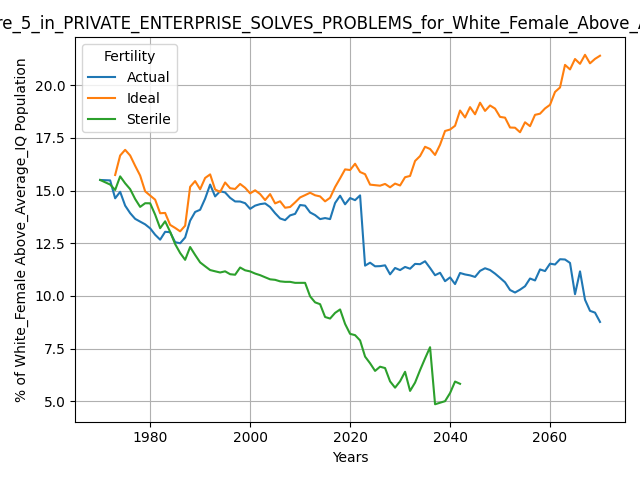 re_5_in_PRIVATE_ENTERPRISE_SOLVES_PROBLEMS_for_White_Female_Above_A
Fertility
Actual
Ideal
Sterile
% of White_Female Above_Average_IQ Population
20.0
17.5
15.0
12.5
10.0
7.5
5.0
1980
2000
2020
2040
2060
Years